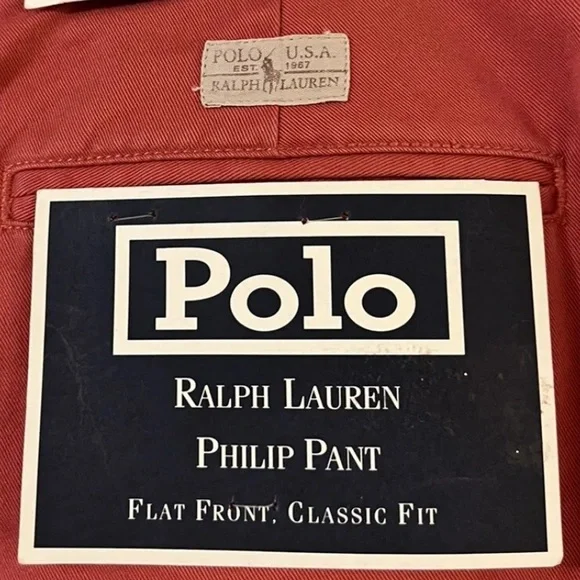 POLO U.S.A.
EST. 1967
RALPH LAUREN
Polo
RALPH LAUREN
PHILIP PANT
FLAT FRONT, CLASSIC FIT